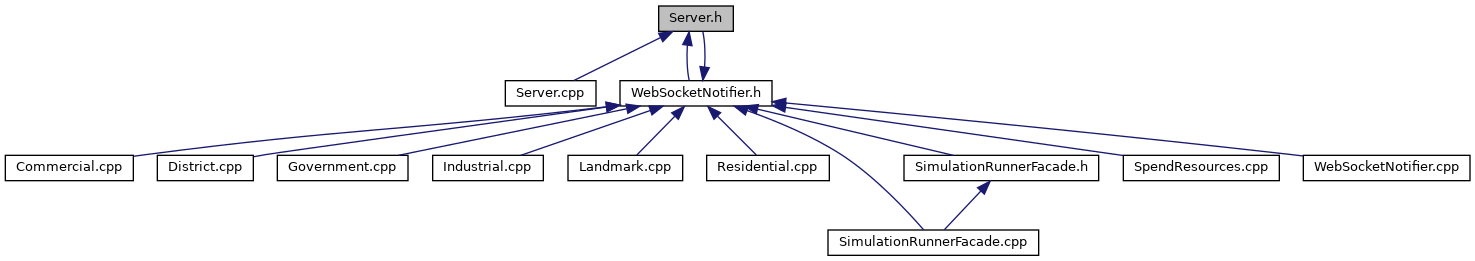 Server.h
Server.cpp
WebSocketNotifier.h
Commercial.cpp
District.cpp
Government.cpp
Industrial.cpp
Landmark.cpp
Residential.cpp
SimulationRunnerFacade.h
SpendResources.cpp
WebSocketNotifier.cpp
SimulationRunnerFacade.cpp